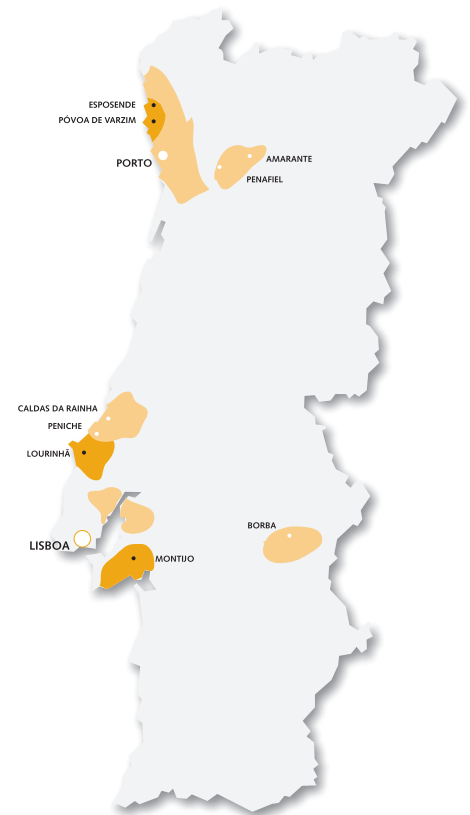 ESPOSENDE
PÓVOA DE VARZIM
PORTO
AMARANTE
PENAFIEL
CALDAS DA RAINHA
PENICHE
LOURINHÃ
BORBA
LISBOA
MONTIJO